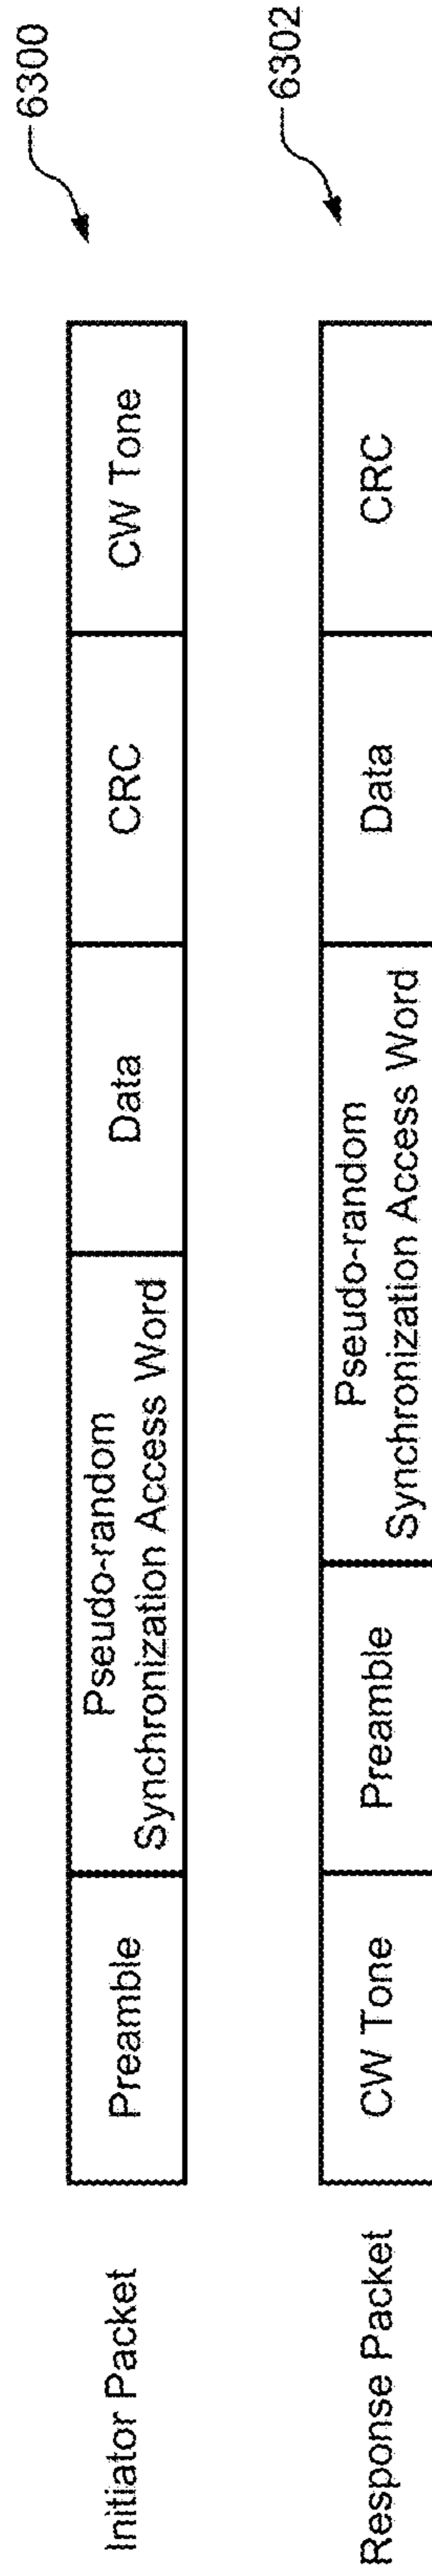 Initiator Packet
Preamble
Pseudo-random
Synchronization Access Word
Data
CRC
CW Tone
6300
Response Packet
CW Tone
Preamble
Pseudo-random
Synchronization Access Word
Data
CRC
6302